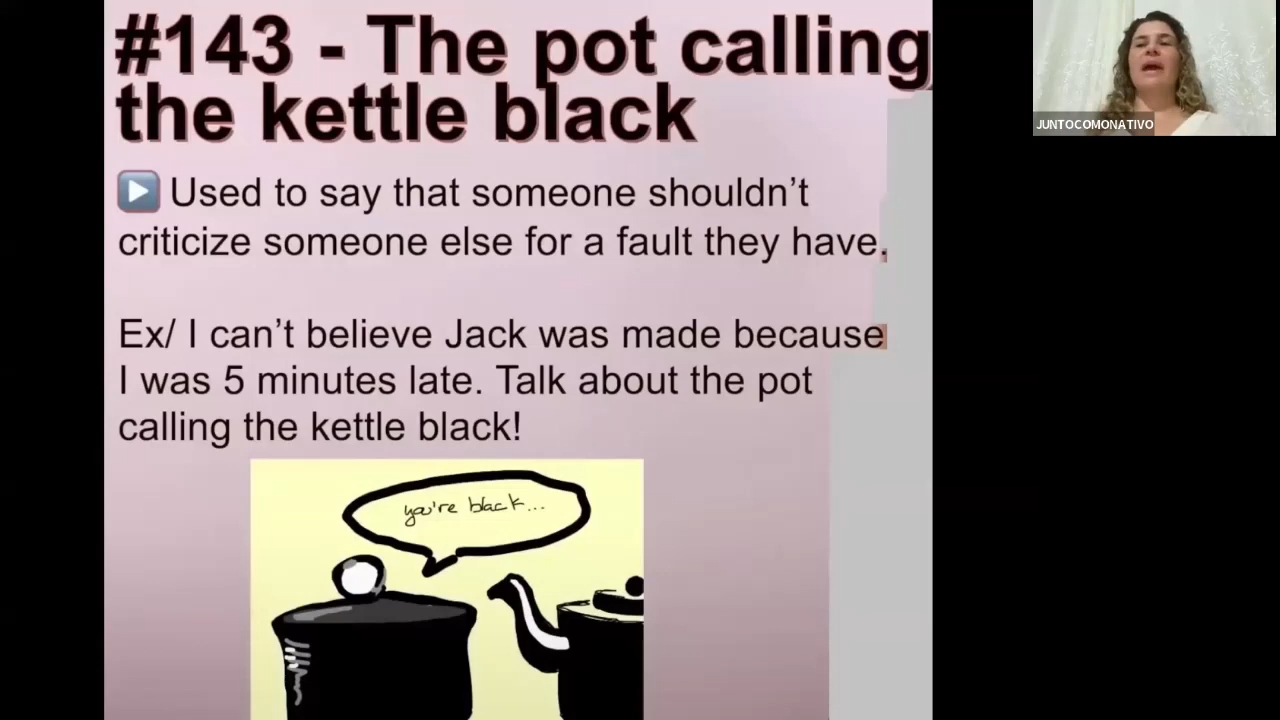 #143 - The pot calling
the kettle black
Used to say that someone shouldn’t
criticize someone else for a fault they have.
Ex/ I can’t believe Jack was made because
I was 5 minutes late. Talk about the pot
calling the kettle black!
you're black...
JUNTOCOMONATIVO